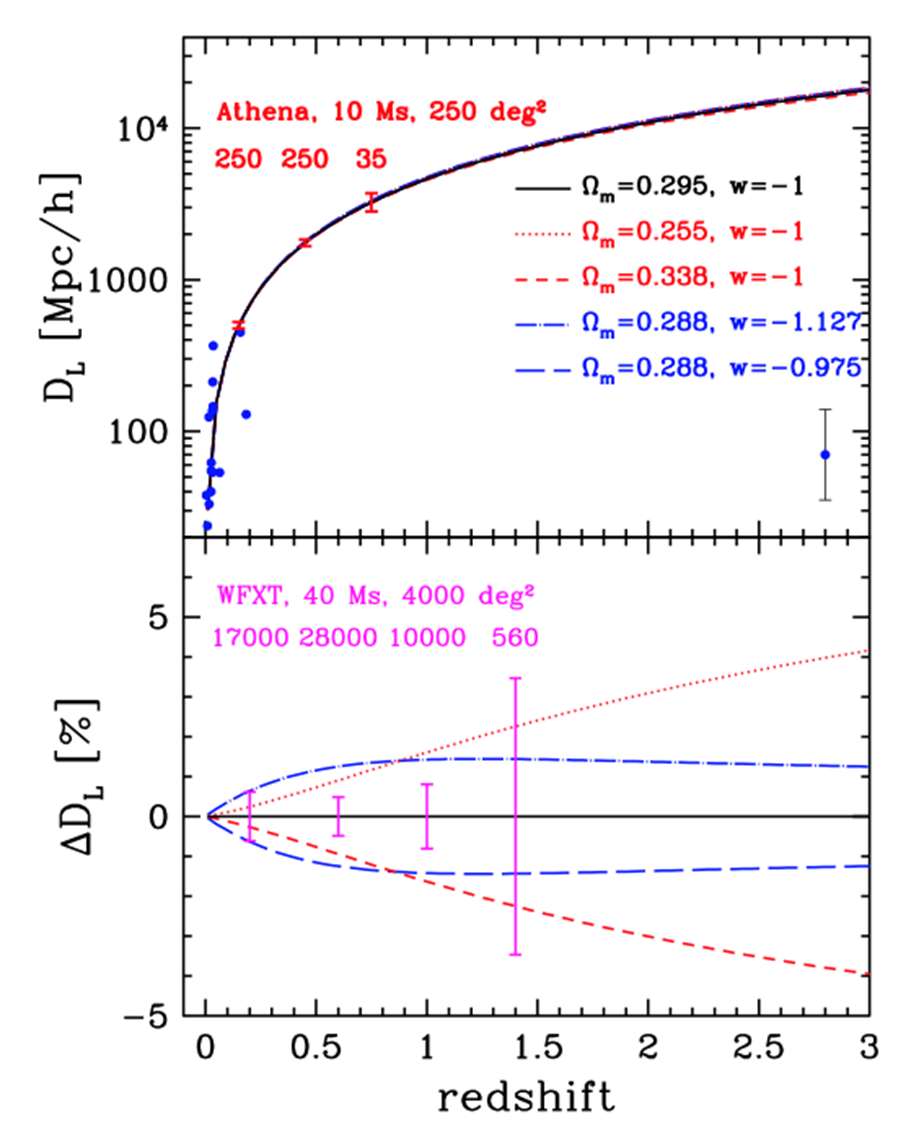 Athena, 10 Ms, 250 deg²
250 250 35
10⁴
1000
100
D_L [Mpc/h]
Ω_m=0.295, w=−1
Ω_m=0.255, w=−1
Ω_m=0.338, w=−1
Ω_m=0.288, w=−1.127
Ω_m=0.288, w=−0.975
WFXT, 40 Ms, 4000 deg²
17000 28000 10000 560
5
0
−5
ΔD_L [%]
0 0.5 1 1.5 2 2.5 3
redshift